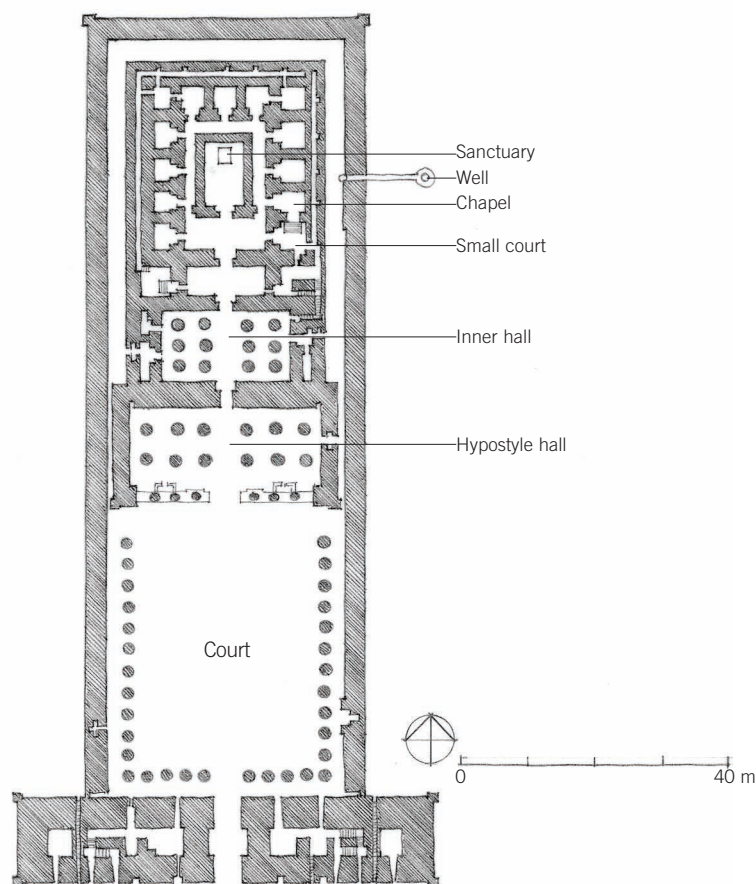 Sanctuary
Well
Chapel
Small court
Inner hall
Hypostyle hall
Court
0
40 m